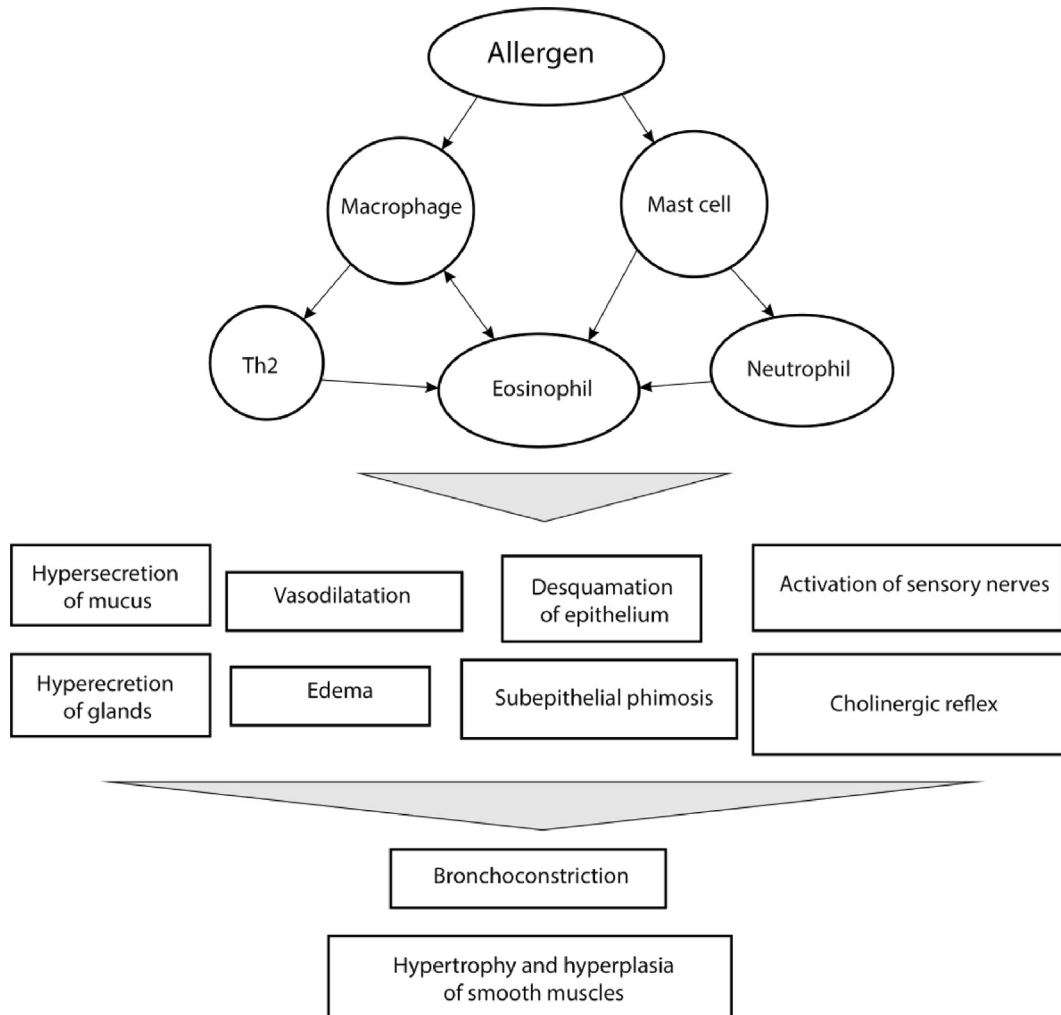 Allergen
Macrophage
Mast cell
Th2
Eosinophil
Neutrophil
Hypersecretion
of mucus
Vasodilatation
Desquamation
of epithelium
Activation of sensory nerves
Hyperecretion
of glands
Edema
Subepithelial phimosis
Cholinergic reflex
Bronchoconstriction
Hypertrophy and hyperplasia
of smooth muscles